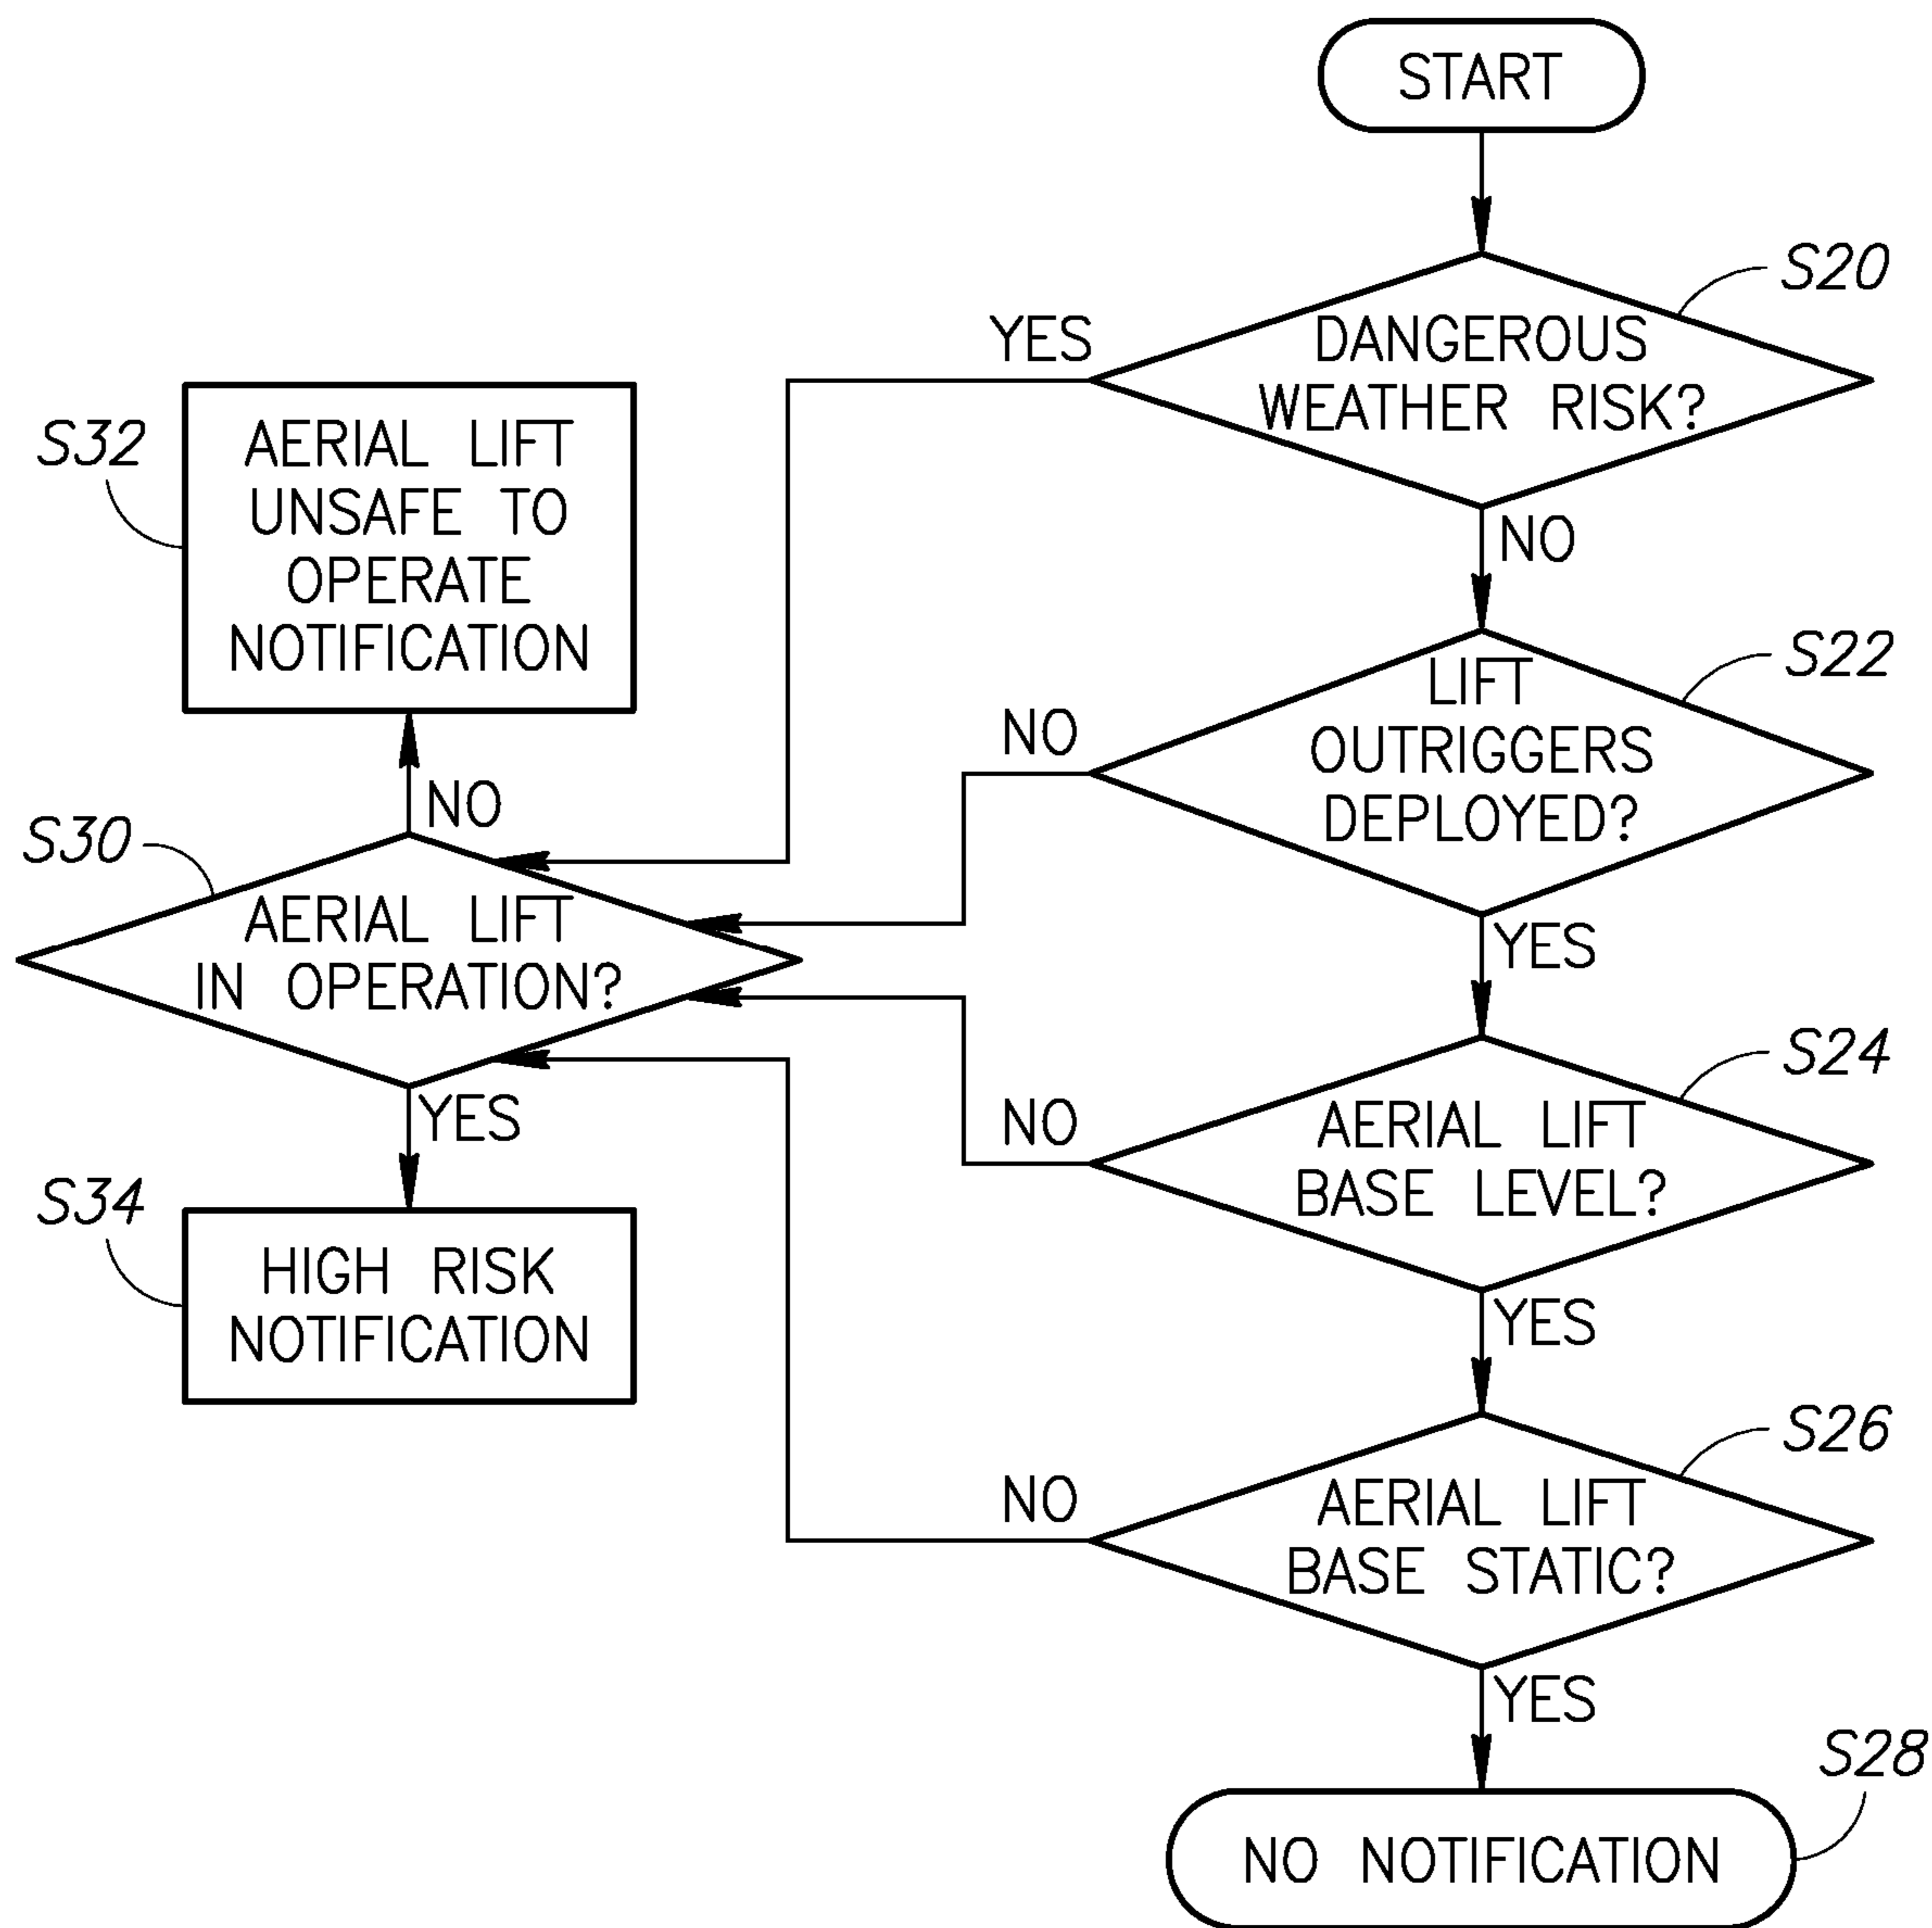 START
S20
DANGEROUS
WEATHER RISK?
YES
NO
S22
LIFT
OUTRIGGERS
DEPLOYED?
NO
YES
S24
AERIAL LIFT
BASE LEVEL?
NO
YES
S26
AERIAL LIFT
BASE STATIC?
NO
YES
S28
NO NOTIFICATION
S30
AERIAL LIFT
IN OPERATION?
NO
S32
AERIAL LIFT
UNSAFE TO
OPERATE
NOTIFICATION
YES
S34
HIGH RISK
NOTIFICATION